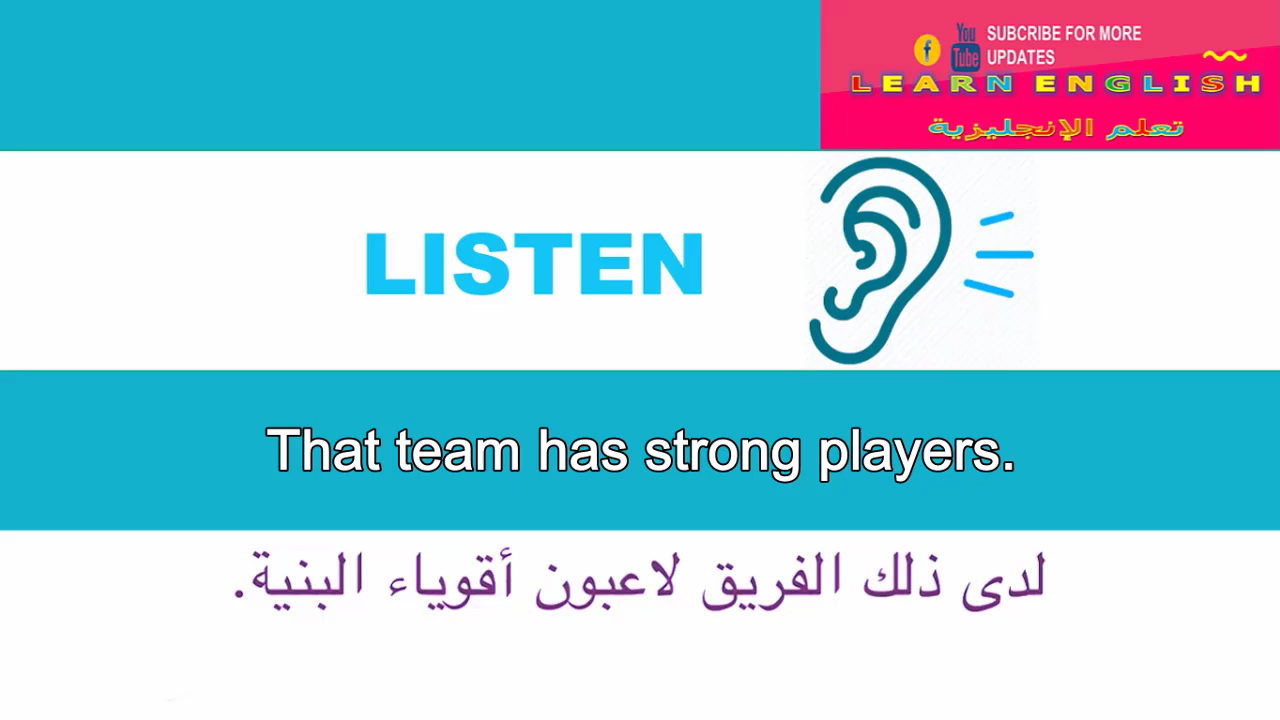 You
Tube
SUBCRIBE FOR MORE
UPDATES
LEARN ENGLISH
تعلم الإنجليزية
LISTEN
That team has strong players.
لدى ذلك الفريق لاعبون أقوياء البنية.